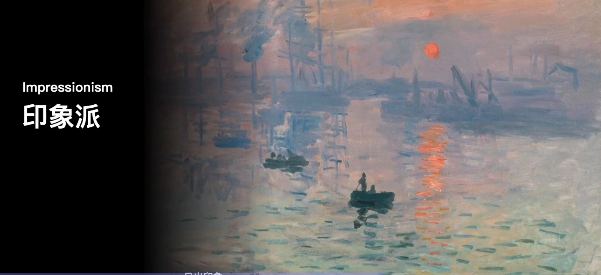 Impressionism
印象派